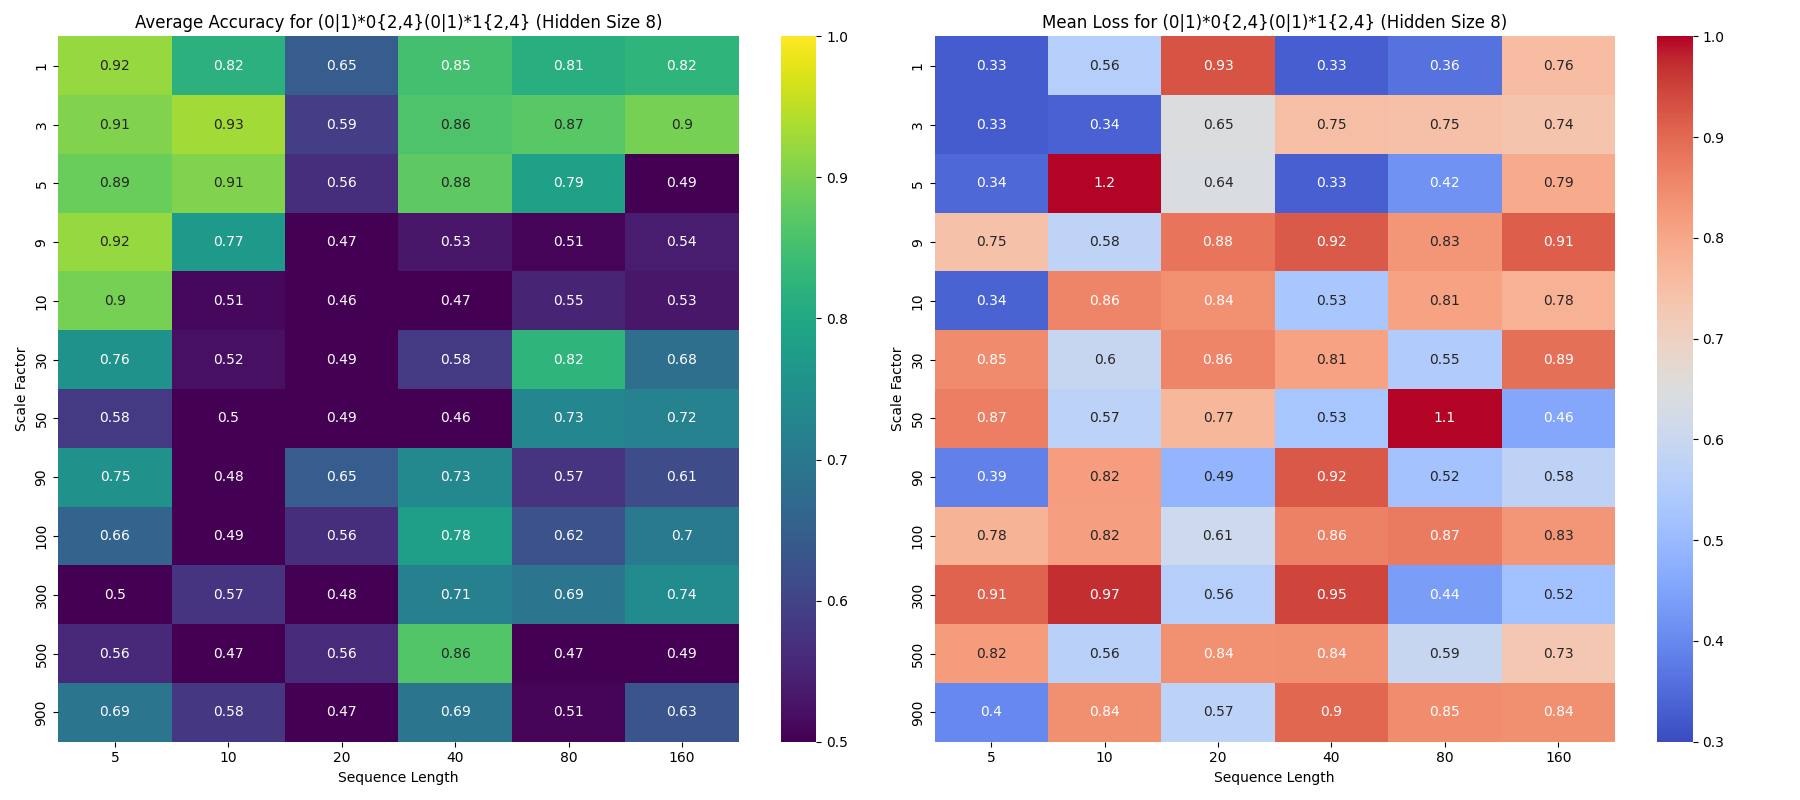 Average Accuracy for (0|1)*0{2,4}(0|1)*1{2,4} (Hidden Size 8)
Scale Factor
1 0.92 0.82 0.65 0.85 0.81 0.82
3 0.91 0.93 0.59 0.86 0.87 0.9
5 0.89 0.91 0.56 0.88 0.79 0.49
9 0.92 0.77 0.47 0.53 0.51 0.54
10 0.9 0.51 0.46 0.47 0.55 0.53
30 0.76 0.52 0.49 0.58 0.82 0.68
50 0.58 0.5 0.49 0.46 0.73 0.72
90 0.75 0.48 0.65 0.73 0.57 0.61
100 0.66 0.49 0.56 0.78 0.62 0.7
300 0.5 0.57 0.48 0.71 0.69 0.74
500 0.56 0.47 0.56 0.86 0.47 0.49
900 0.69 0.58 0.47 0.69 0.51 0.63
5 10 20 40 80 160
Sequence Length
1.0
0.9
0.8
0.7
0.6
0.5
Mean Loss for (0|1)*0{2,4}(0|1)*1{2,4} (Hidden Size 8)
Scale Factor
1 0.33 0.56 0.93 0.33 0.36 0.76
3 0.33 0.34 0.65 0.75 0.75 0.74
5 0.34 1.2 0.64 0.33 0.42 0.79
9 0.75 0.58 0.88 0.92 0.83 0.91
10 0.34 0.86 0.84 0.53 0.81 0.78
30 0.85 0.6 0.86 0.81 0.55 0.89
50 0.87 0.57 0.77 0.53 1.1 0.46
90 0.39 0.82 0.49 0.92 0.52 0.58
100 0.78 0.82 0.61 0.86 0.87 0.83
300 0.91 0.97 0.56 0.95 0.44 0.52
500 0.82 0.56 0.84 0.84 0.59 0.73
900 0.4 0.84 0.57 0.9 0.85 0.84
5 10 20 40 80 160
Sequence Length
1.0
0.9
0.8
0.7
0.6
0.5
0.4
0.3